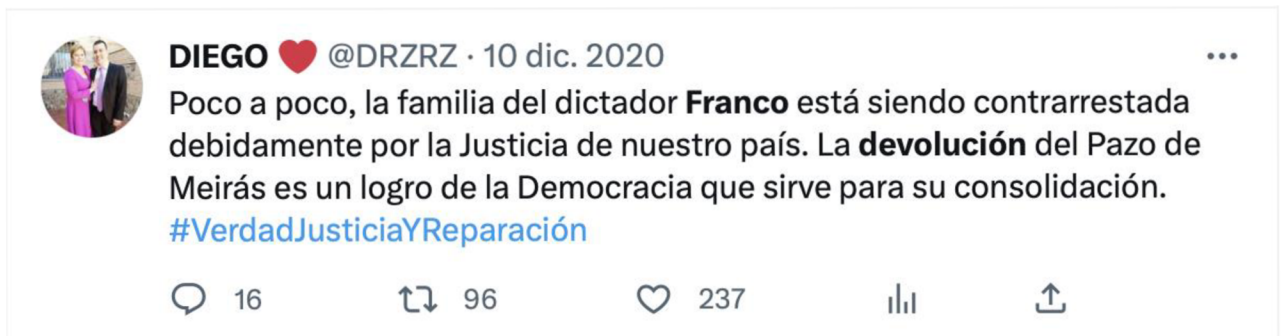 DIEGO ❤️ @DRZRZ · 10 dic. 2020
Poco a poco, la familia del dictador Franco está siendo contrarrestada
debidamente por la Justicia de nuestro país. La devolución del Pazo de
Meirás es un logro de la Democracia que sirve para su consolidación.
#VerdadJusticiaYReparación
16 96 237